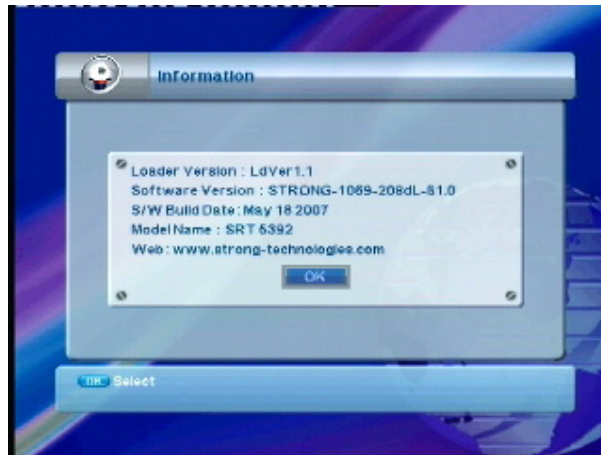 Information
Loader Version : LdVer1.1
Software Version : STRONG-1069-208dL-S1.0
S/W Build Date: May 18 2007
Model Name : SRT 5392
Web : www.strong-technologies.com
OK
OK Select